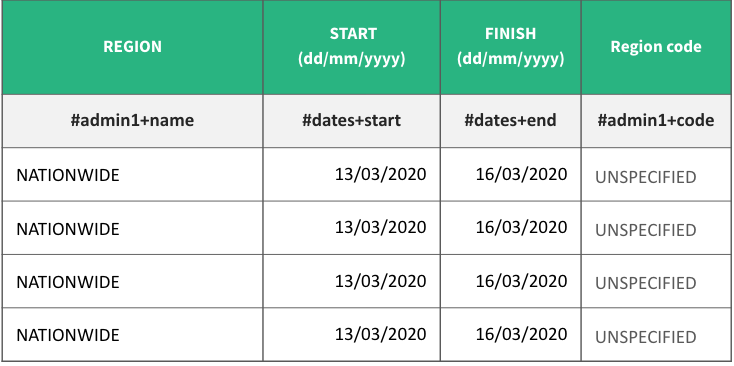 REGION START (dd/mm/yyyy) FINISH (dd/mm/yyyy) Region code
#admin1+name #dates+start #dates+end #admin1+code
NATIONWIDE 13/03/2020 16/03/2020 UNSPECIFIED
NATIONWIDE 13/03/2020 16/03/2020 UNSPECIFIED
NATIONWIDE 13/03/2020 16/03/2020 UNSPECIFIED
NATIONWIDE 13/03/2020 16/03/2020 UNSPECIFIED